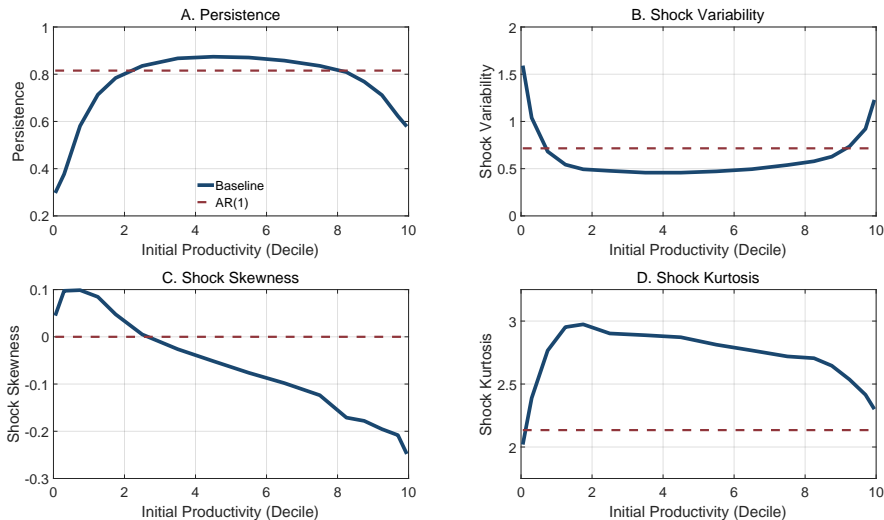 A. Persistence
1
0.8
0.6
0.4
0.2
Persistence
Baseline
AR(1)
0 2 4 6 8 10
Initial Productivity (Decile)
B. Shock Variability
2
1.5
1
0.5
0
Shock Variability
0 2 4 6 8 10
Initial Productivity (Decile)
C. Shock Skewness
0.1
0
-0.1
-0.2
-0.3
Shock Skewness
0 2 4 6 8 10
Initial Productivity (Decile)
D. Shock Kurtosis
3
2.5
2
Shock Kurtosis
0 2 4 6 8 10
Initial Productivity (Decile)